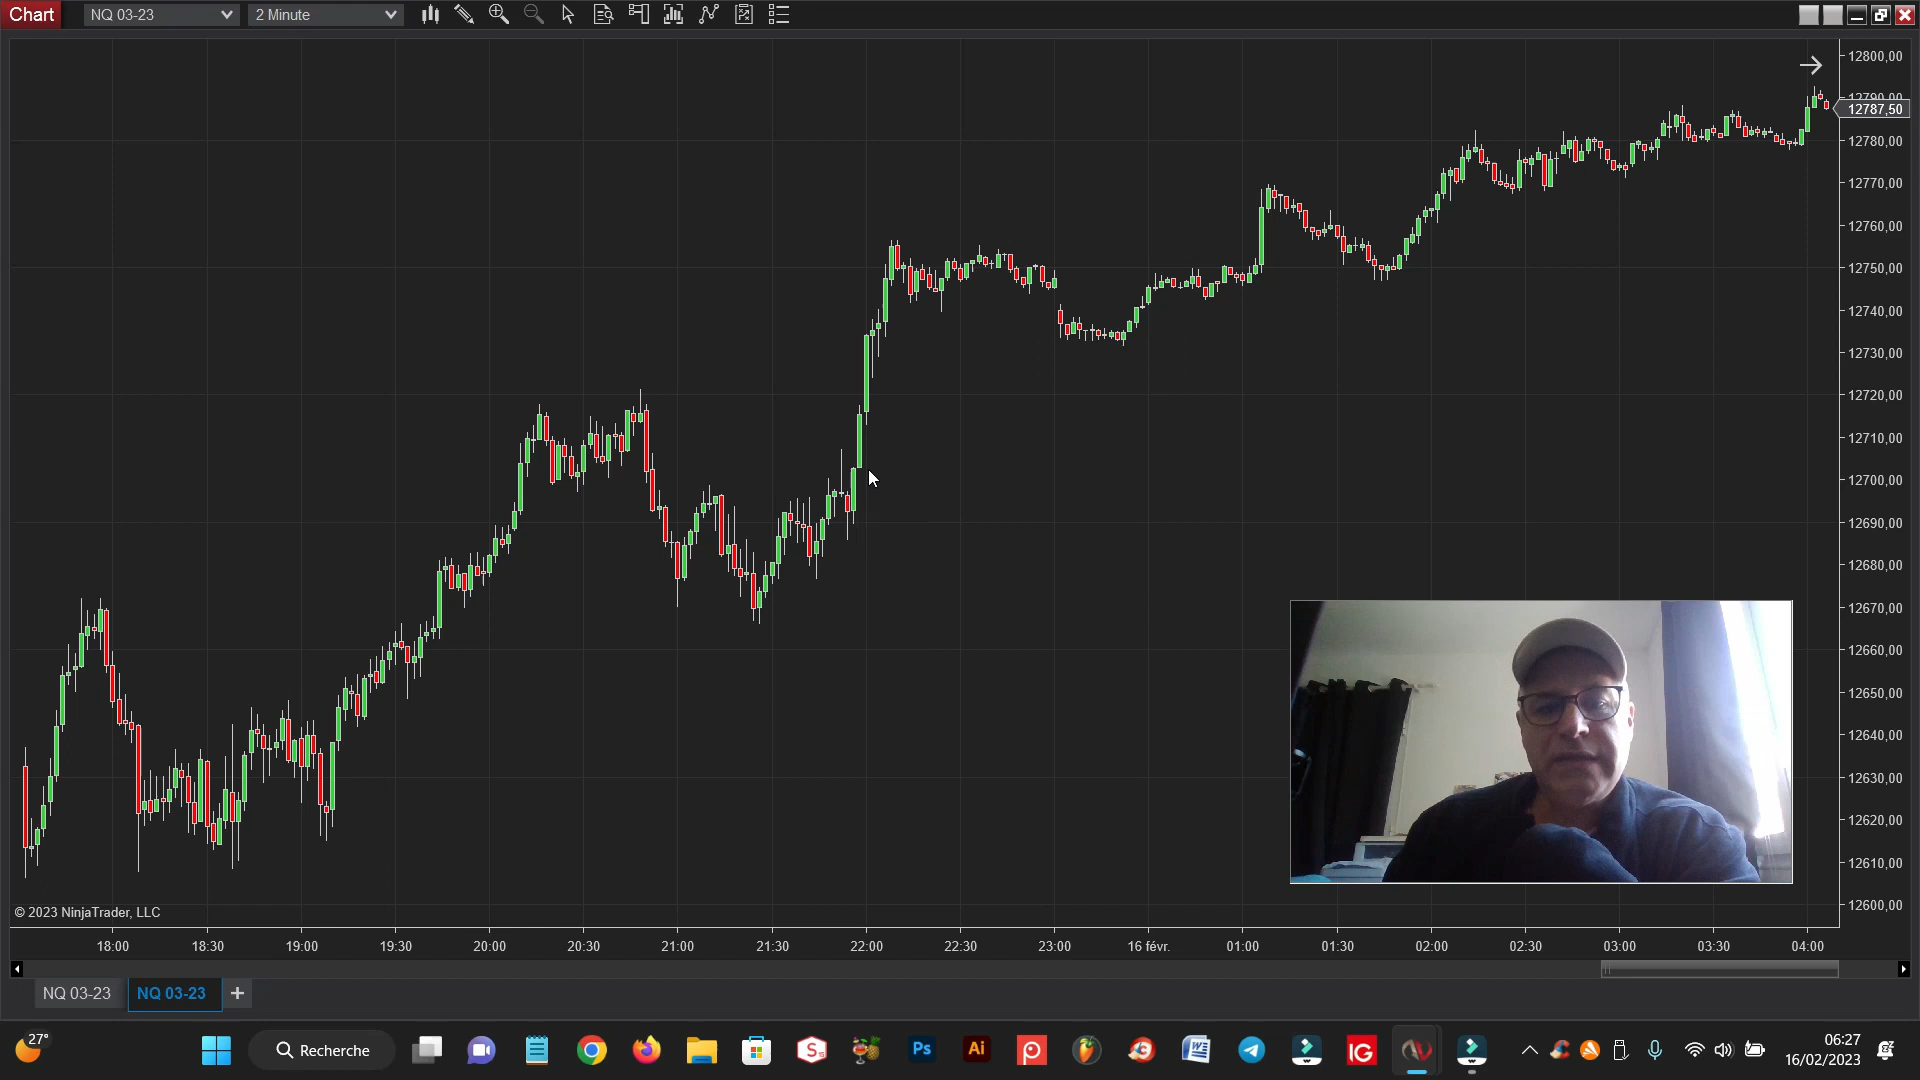 Chart NQ 03-23 2 Minute
12800,00
12790,00
12787,50
12780,00
12770,00
12760,00
12750,00
12740,00
12730,00
12720,00
12710,00
12700,00
12690,00
12680,00
12670,00
12660,00
12650,00
12640,00
12630,00
12620,00
12610,00
12600,00
© 2023 NinjaTrader, LLC
18:00 18:30 19:00 19:30 20:00 20:30 21:00 21:30 22:00 22:30 23:00 16 févr. 01:00 01:30 02:00 02:30 03:00 03:30 04:00
NQ 03-23 NQ 03-23 +
27°
Recherche
S
Ps
Ai
IG
06:27
16/02/2023